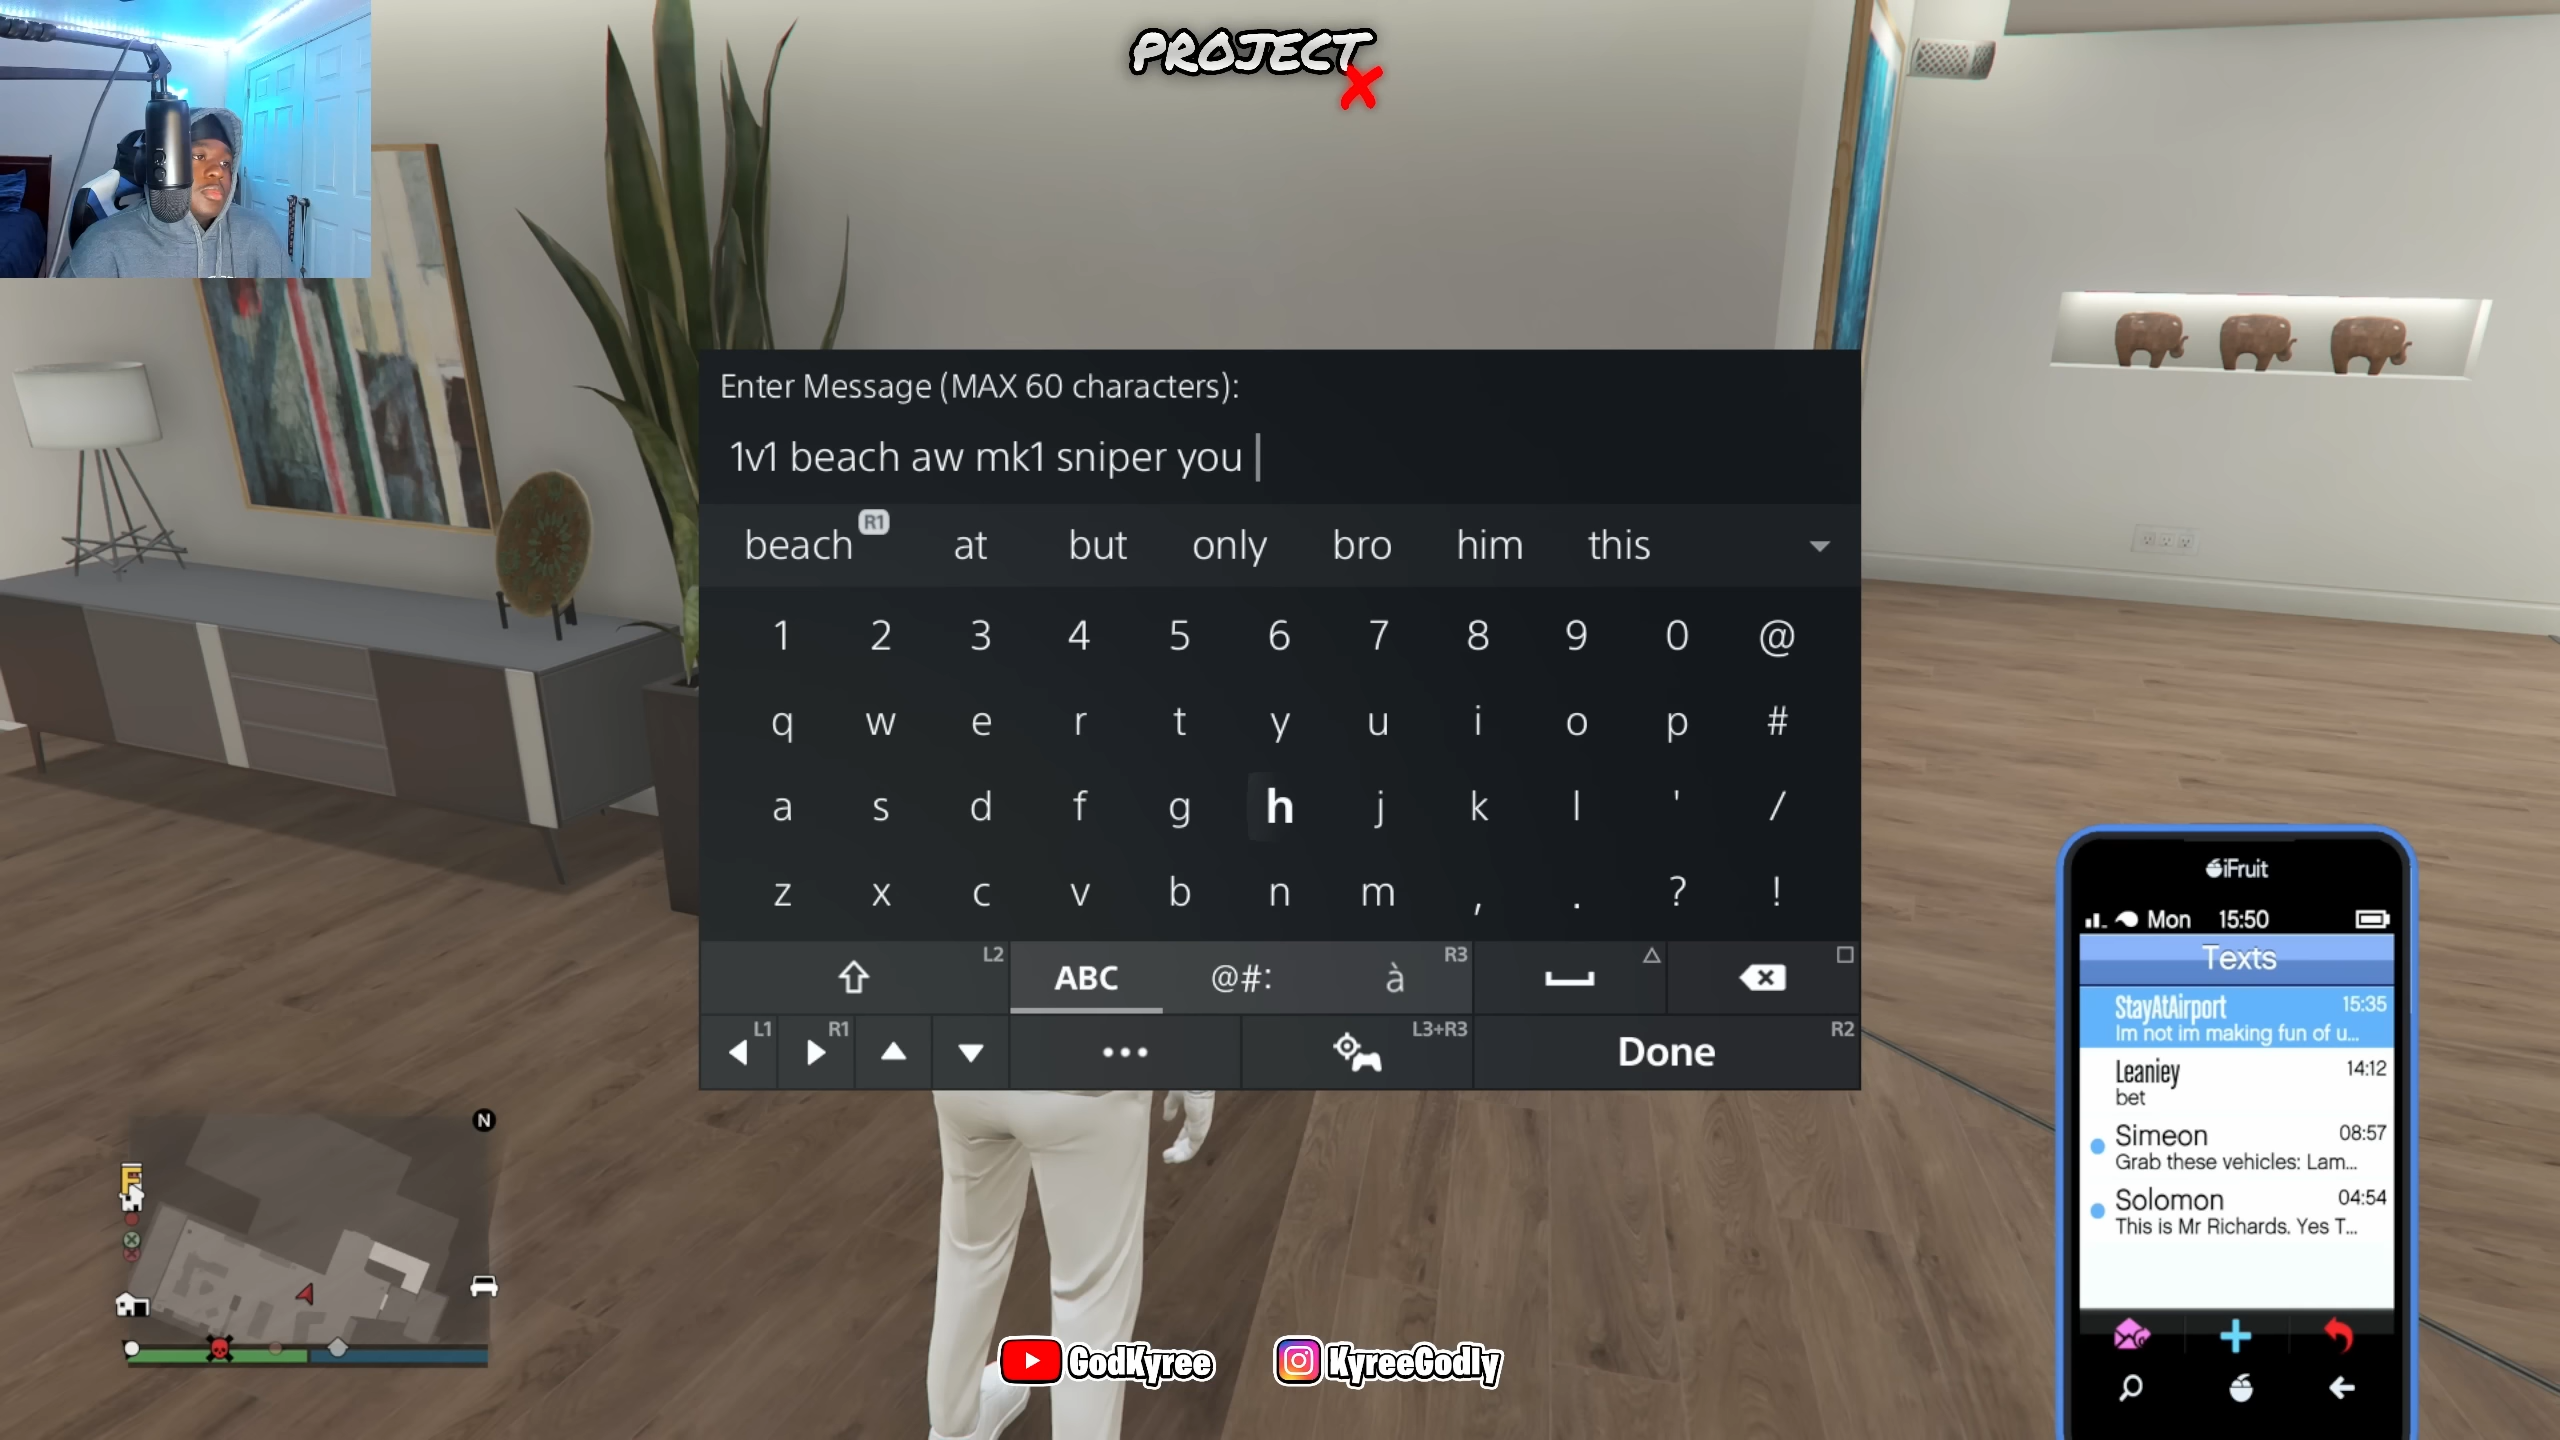 PROJECT
X
Enter Message (MAX 60 characters):
1v1 beach aw mk1 sniper you
beach R1 at but only bro him this
1 2 3 4 5 6 7 8 9 0 @
q w e r t y u i o p #
a s d f g h j k l ' /
z x c v b n m , . ? !
L2 ABC @#: à R3
L1 R1 ... L3+R3 Done R2
iFruit
Mon 15:50
Texts
StayAtAirport 15:35
Im not im making fun of u...
Leaniey 14:12
bet
Simeon 08:57
Grab these vehicles: Lam...
Solomon 04:54
This is Mr Richards. Yes T...
N
F
GodKyree KyreeGodly